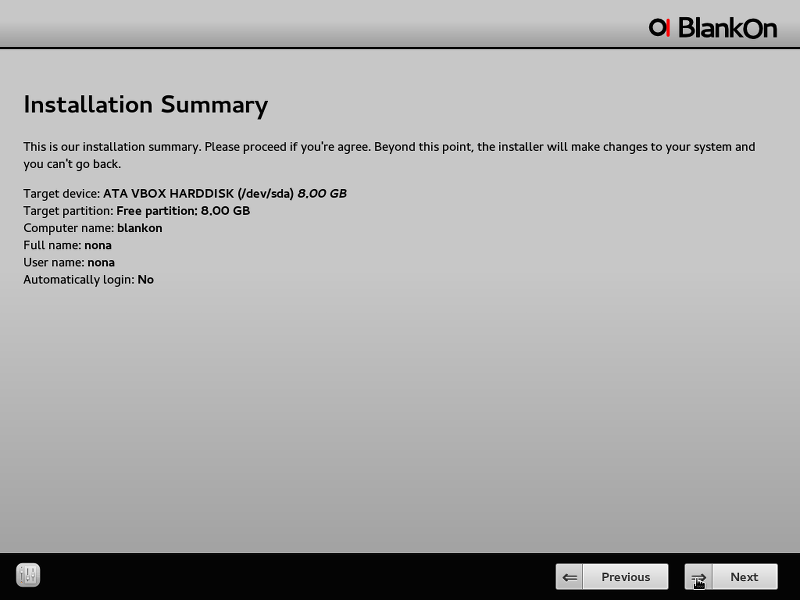 BlankOn
Installation Summary
This is our installation summary. Please proceed if you're agree. Beyond this point, the installer will make changes to your system and
you can't go back.
Target device: ATA VBOX HARDDISK (/dev/sda) 8,00 GB
Target partition: Free partition; 8,00 GB
Computer name: blankon
Full name: nona
User name: nona
Automatically login: No
Previous
Next